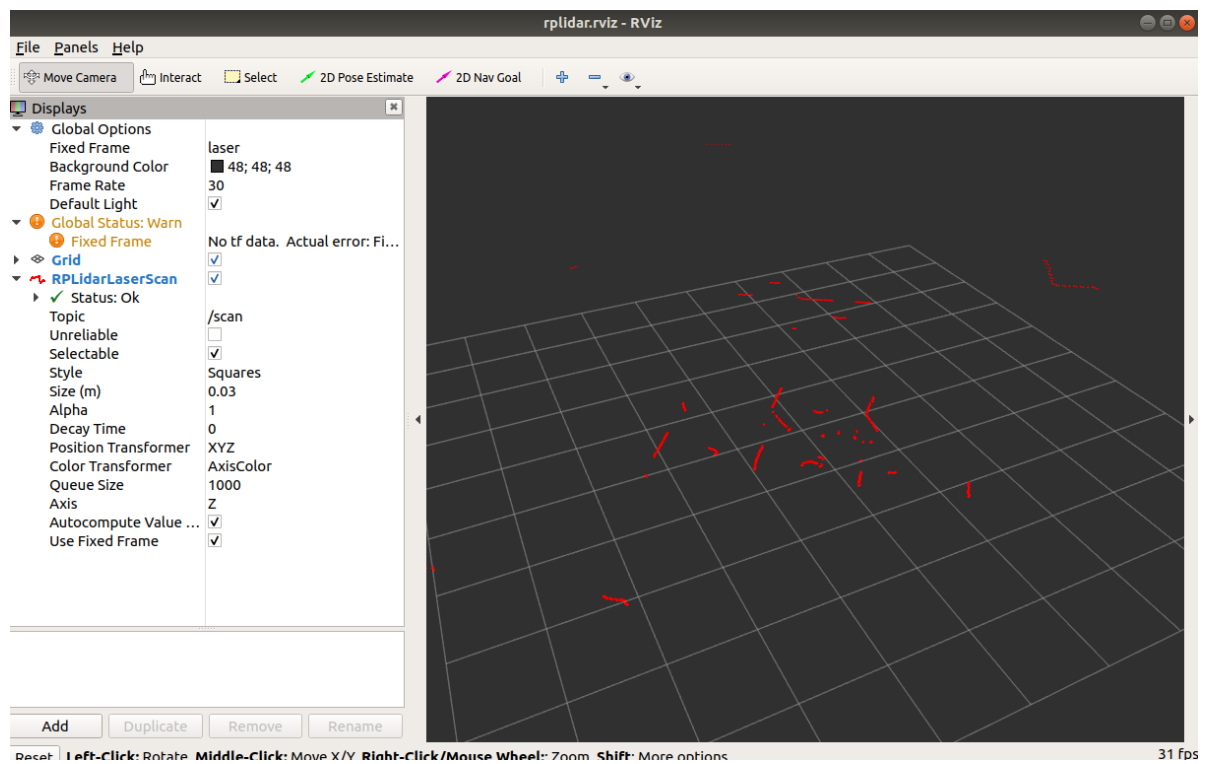 rplidar.rviz - RViz
File Panels Help
Move Camera Interact Select 2D Pose Estimate 2D Nav Goal
Displays
Global Options
Fixed Frame laser
Background Color 48; 48; 48
Frame Rate 30
Default Light
Global Status: Warn
Fixed Frame No tf data. Actual error: Fi...
Grid
RPLidarLaserScan
Status: Ok
Topic /scan
Unreliable
Selectable
Style Squares
Size (m) 0.03
Alpha 1
Decay Time 0
Position Transformer XYZ
Color Transformer AxisColor
Queue Size 1000
Axis Z
Autocompute Value ...
Use Fixed Frame
Add Duplicate Remove Rename
Reset Left-Click: Rotate. Middle-Click: Move X/Y. Right-Click/Mouse Wheel:: Zoom. Shift: More options. 31 fps